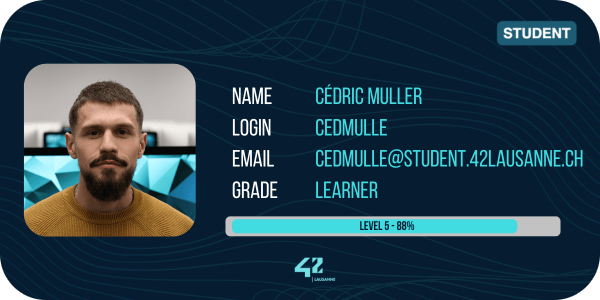 STUDENT
NAME CÉDRIC MULLER
LOGIN CEDMULLE
EMAIL CEDMULLE@STUDENT.42LAUSANNE.CH
GRADE LEARNER
LEVEL 5 - 88%
42
LAUSANNE